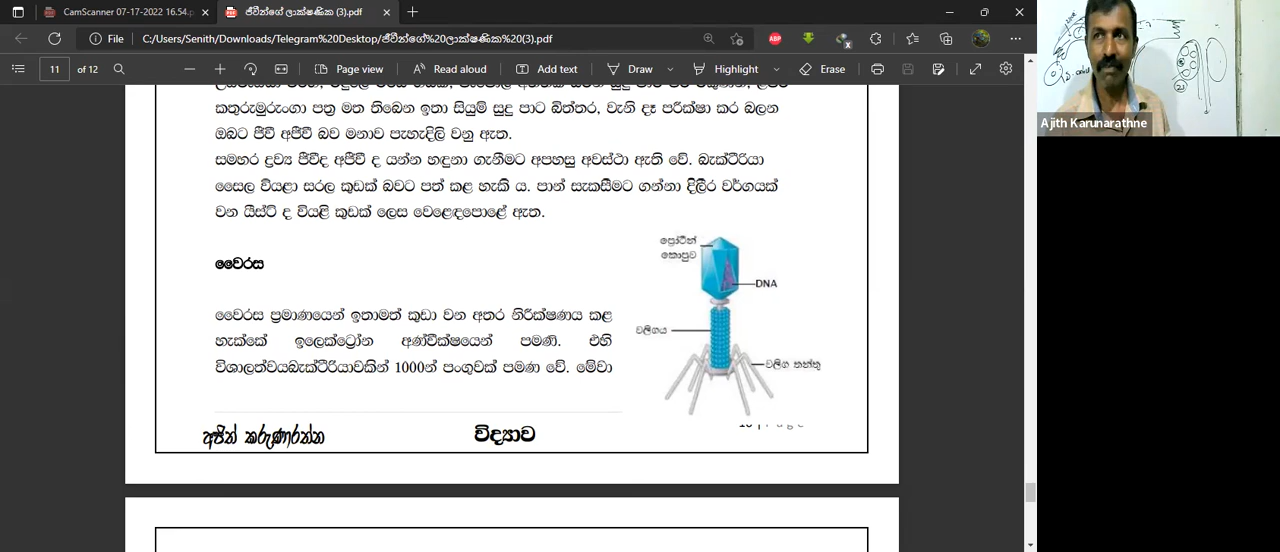 CamScanner 07-17-2022 16.54.p
ජීවීන්ගේ ලාක්ෂණික (3).pdf
File
C:/Users/Senith/Downloads/Telegram%20Desktop/ජීවීන්ගේ%20ලාක්ෂණික%20(3).pdf
11 of 12
Page view
Read aloud
Add text
Draw
Highlight
Erase
කතුරුමුරුංගා පත්‍ර මත තිබෙන ඉතා සියුම් සුදු පාට බිත්තර, වැනි දෑ පරීක්ෂා කර බලන
ඔබට ජීවී අජීවී බව මනාව පැහැදිලි වනු ඇත.
සමහර ද්‍රව්‍ය ජීවීද අජීවී ද යන්න හඳුනා ගැනීමට අපහසු අවස්ථා ඇති වේ. බැක්ටීරියා
සෛල වියළා සරල කුඩක් බවට පත් කළ හැකි ය. පාන් සැකසීමට ගන්නා දිලීර වර්ගයක්
වන යීස්ට් ද වියළි කුඩක් ලෙස වෙළෙඳපොළේ ඇත.
වෛරස
වෛරස ප්‍රමාණයෙන් ඉතාමත් කුඩා වන අතර නිරීක්ෂණය කළ
හැක්කේ ඉලෙක්ට්‍රෝන අණ්වීක්ෂයෙන් පමණි. එහි
විශාලත්වයබැක්ටීරියාවකින් 1000න් පංගුවක් පමණ වේ. මේවා
ප්‍රෝටීන්
කොපුව
DNA
වලිගය
වලිග තන්තු
අජිත් කරුණාරත්න
විද්‍යාව
Ajith Karunarathne